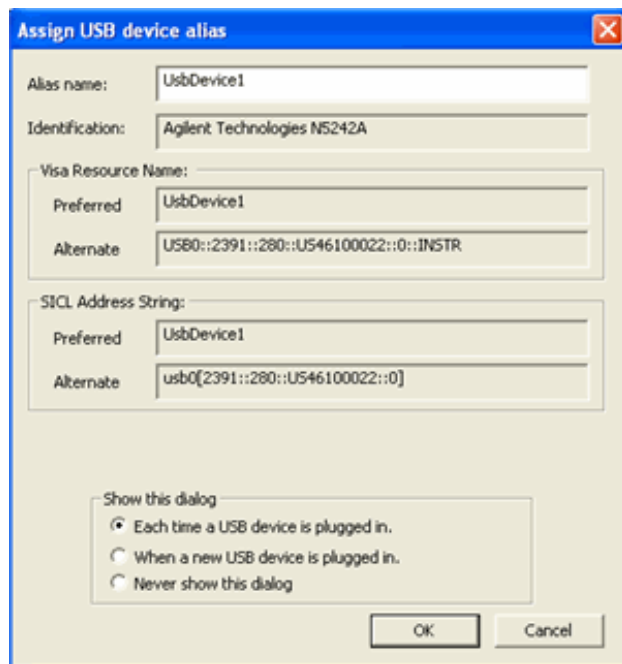 Assign USB device alias
Alias name: UsbDevice1
Identification: Agilent Technologies N5242A
Visa Resource Name:
Preferred UsbDevice1
Alternate USB0::2391::280::US46100022::0::INSTR
SICL Address String:
Preferred UsbDevice1
Alternate usb0[2391::280::US46100022::0]
Show this dialog
Each time a USB device is plugged in.
When a new USB device is plugged in.
Never show this dialog
OK Cancel